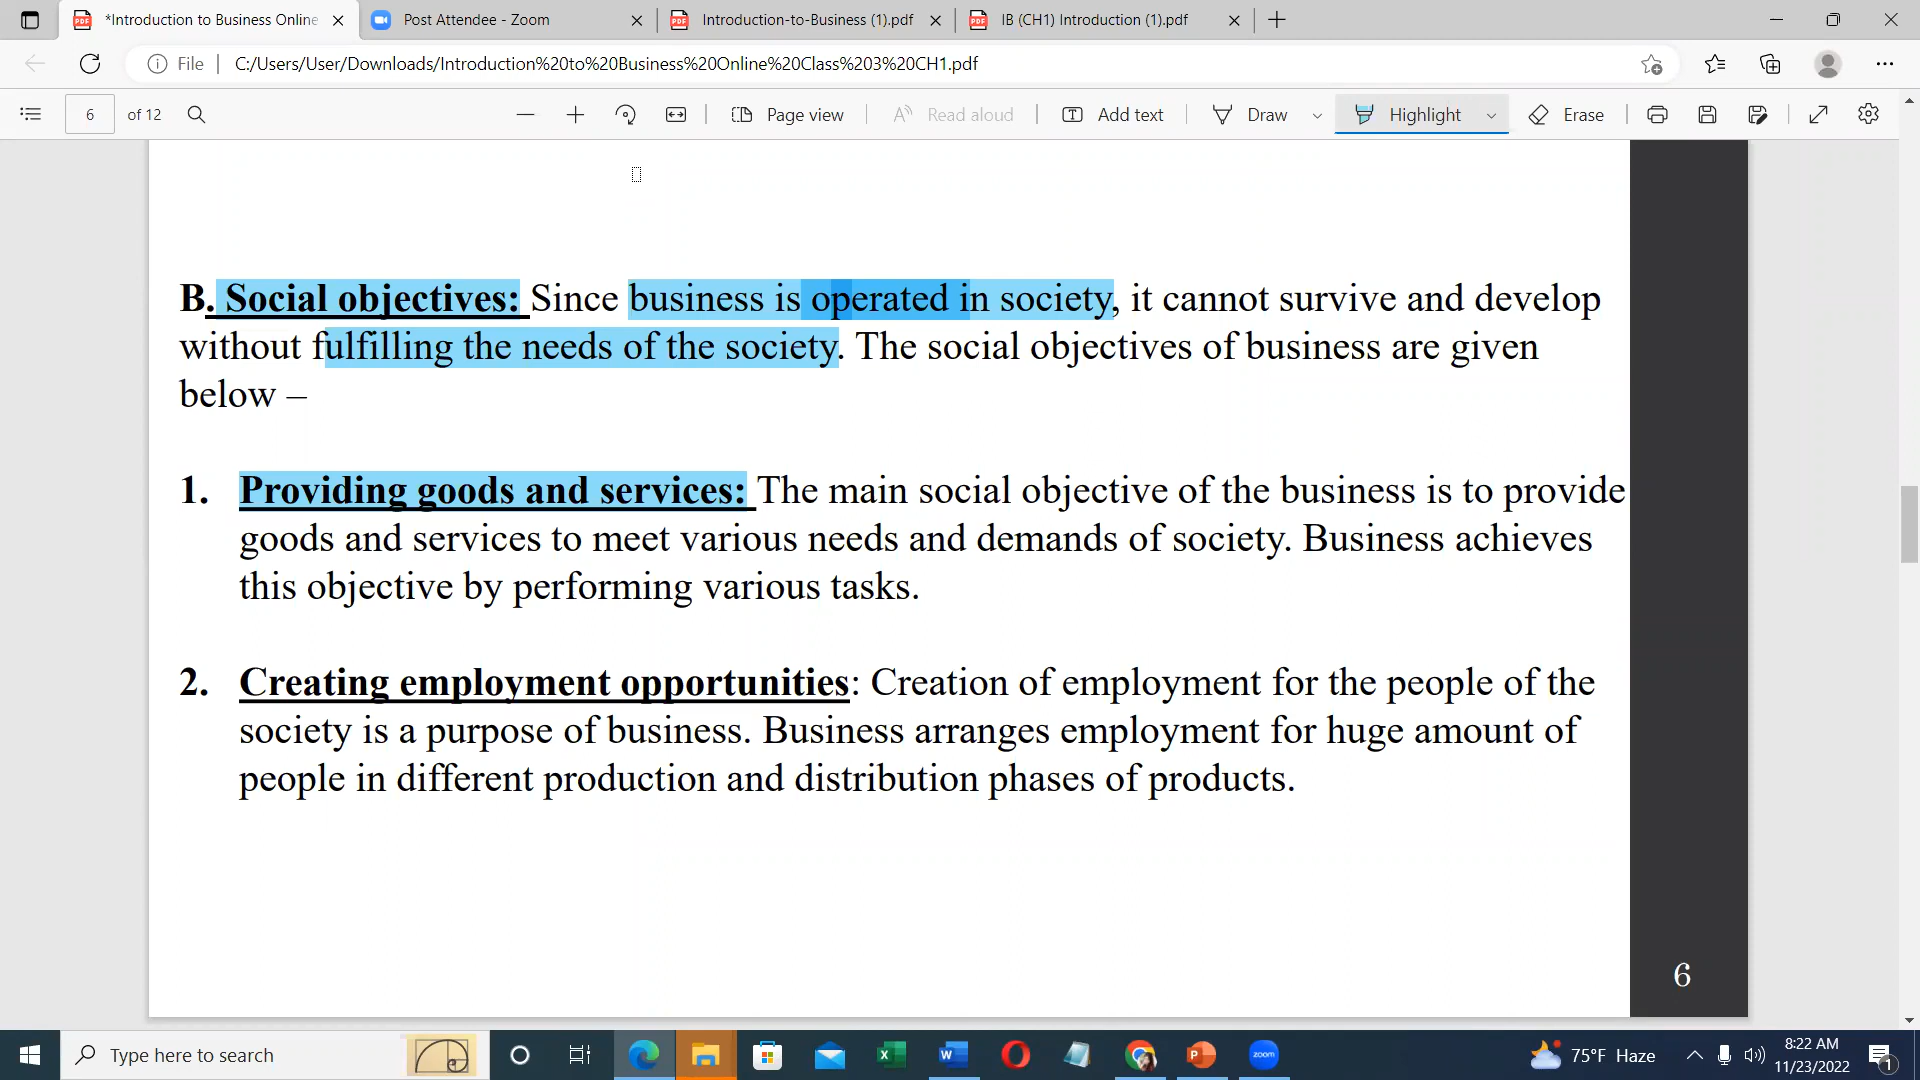 *Introduction to Business Online
Post Attendee - Zoom
Introduction-to-Business (1).pdf
IB (CH1) Introduction (1).pdf
File
C:/Users/User/Downloads/Introduction%20to%20Business%20Online%20Class%203%20CH1.pdf
6 of 12
Page view
Read aloud
Add text
Draw
Highlight
Erase
B. Social objectives: Since business is operated in society, it cannot survive and develop
without fulfilling the needs of the society. The social objectives of business are given
below –
1. Providing goods and services: The main social objective of the business is to provide
goods and services to meet various needs and demands of society. Business achieves
this objective by performing various tasks.
2. Creating employment opportunities: Creation of employment for the people of the
society is a purpose of business. Business arranges employment for huge amount of
people in different production and distribution phases of products.
6
Type here to search
zoom
75°F Haze
8:22 AM
11/23/2022
1